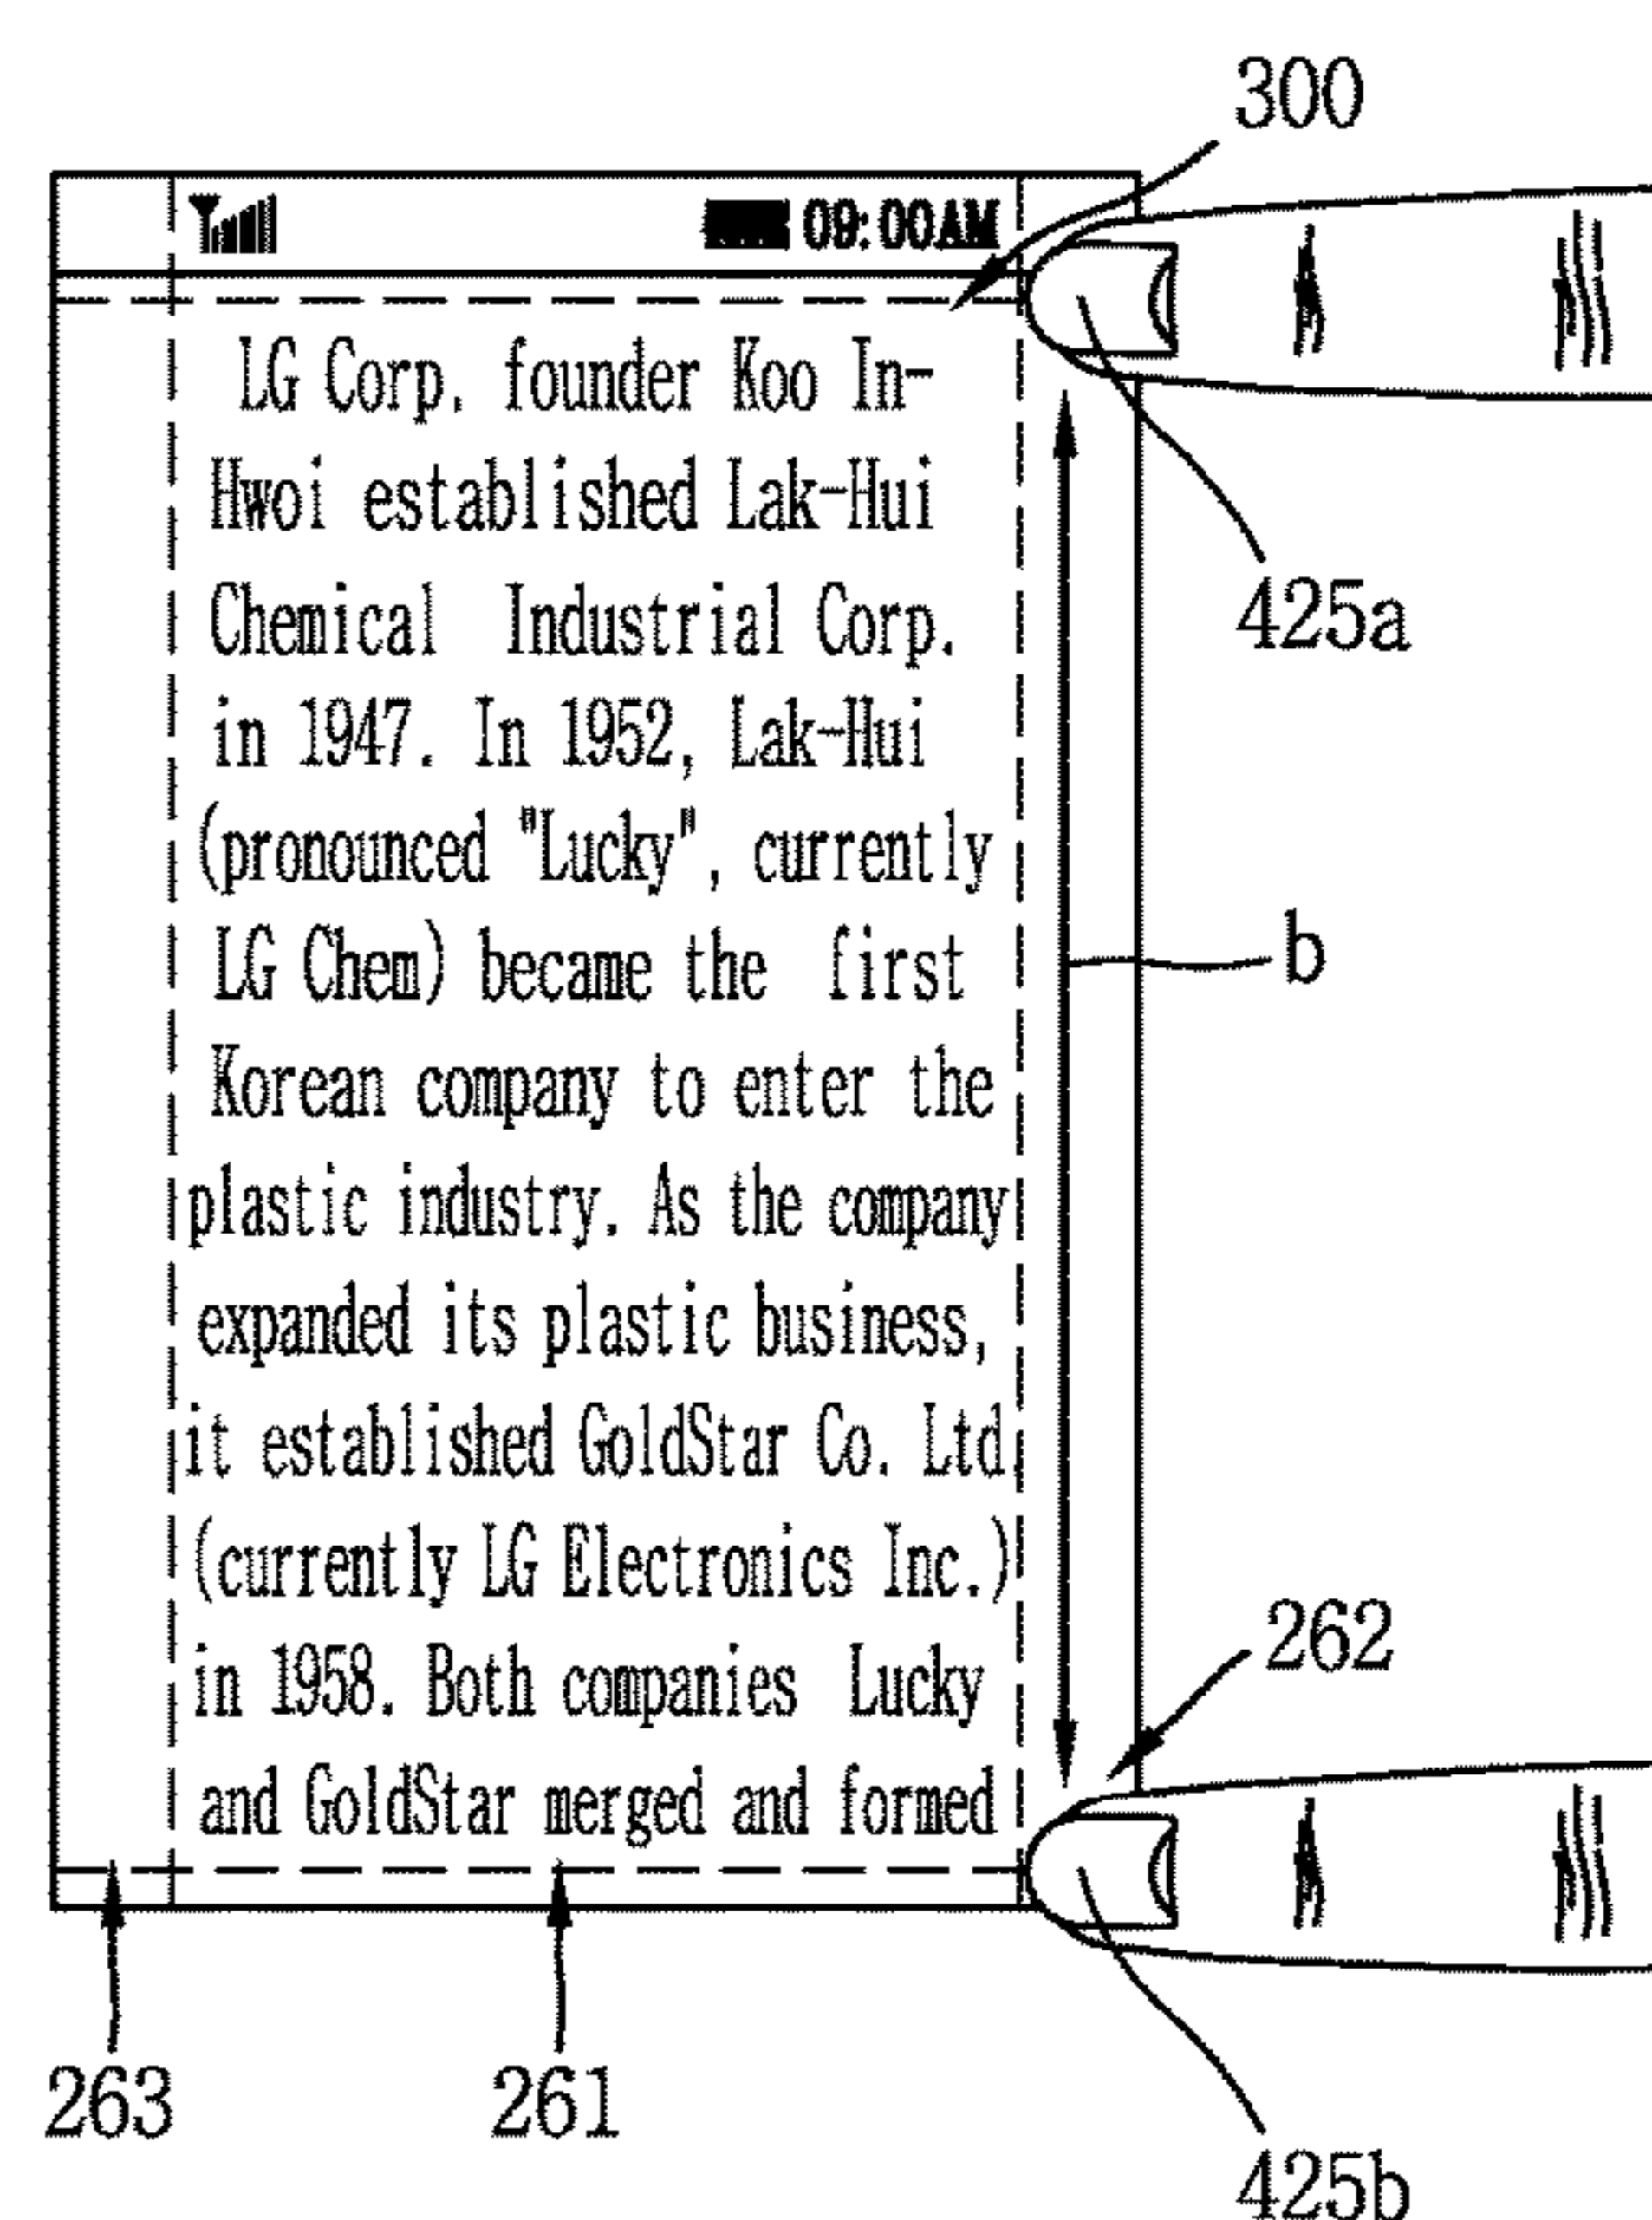 300
09:00AM
LG Corp. founder Koo In-
Hwoi established Lak-Hui
425a
Chemical Industrial Corp.
in 1947. In 1952, Lak-Hui
(pronounced "Lucky", currently
LG Chem) became the first
b
Korean company to enter the
plastic industry. As the company
expanded its plastic business,
it established GoldStar Co. Ltd
(currently LG Electronics Inc.)
262
in 1958. Both companies Lucky
and GoldStar merged and formed
263
261
425b